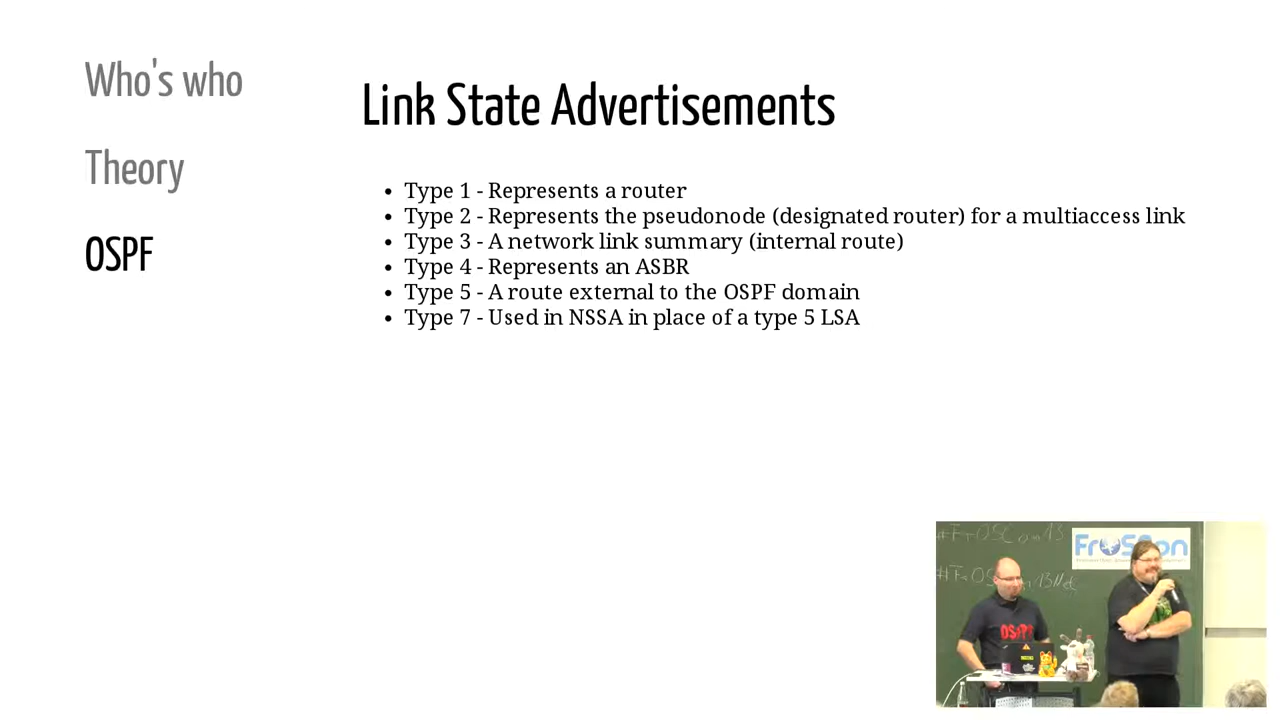 Who's who
Theory
OSPF
Link State Advertisements
• Type 1 - Represents a router
• Type 2 - Represents the pseudonode (designated router) for a multiaccess link
• Type 3 - A network link summary (internal route)
• Type 4 - Represents an ASBR
• Type 5 - A route external to the OSPF domain
• Type 7 - Used in NSSA in place of a type 5 LSA
#FrOSCon13
FrOSCon
OSPF